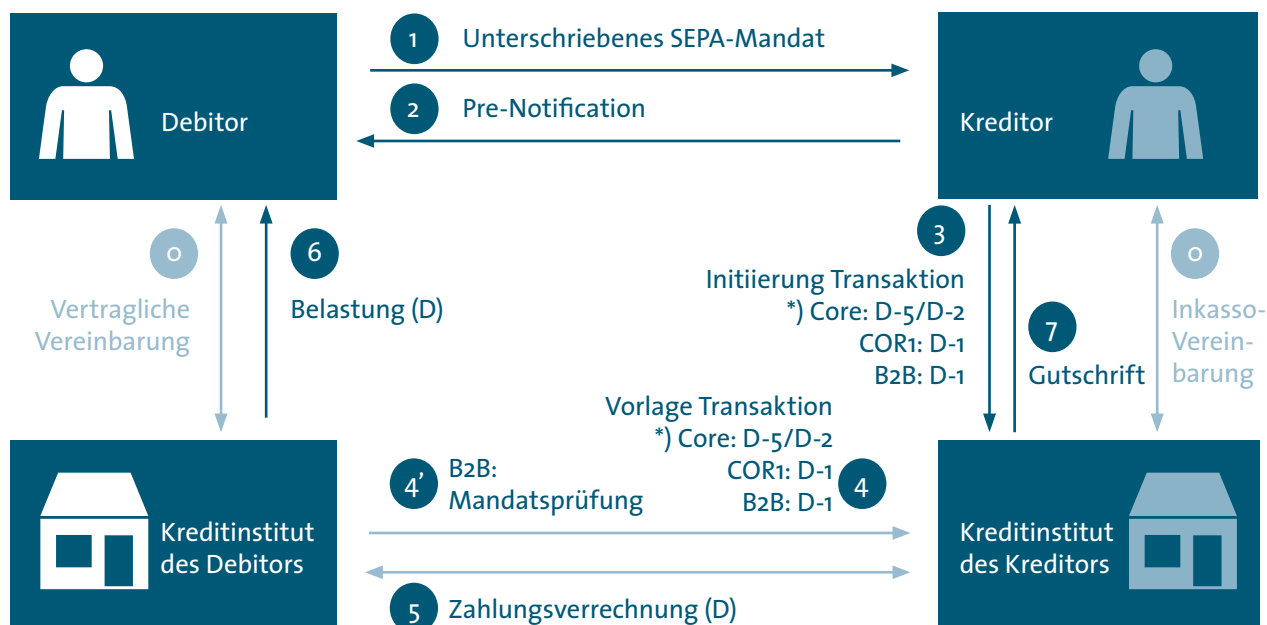 1 Unterschriebenes SEPA-Mandat
2 Pre-Notification
Debitor
Kreditor
0
Vertragliche
Vereinbarung
6
Belastung (D)
3
Initiierung Transaktion
*) Core: D-5/D-2
COR1: D-1
B2B: D-1
7
Gutschrift
0
Inkasso-
Verein-
barung
Vorlage Transaktion
*) Core: D-5/D-2
COR1: D-1
B2B: D-1
4
4’
B2B:
Mandatsprüfung
Kreditinstitut
des Debitors
Kreditinstitut
des Kreditors
5 Zahlungsverrechnung (D)